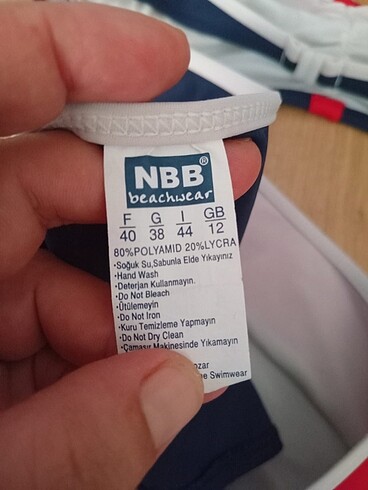 NBB®
beachwear
F G I GB
40 38 44 12
80%POLYAMID 20%LYCRA
•Soğuk Su,Sabunla Elde Yıkayınız
•Hand Wash
•Deterjan Kullanmayın.
•Do Not Bleach
•Ütülemeyin
•Do Not Iron
•Kuru Temizleme Yapmayın
•Do Not Dry Clean
•Çamaşır Makinesinde Yıkamayın
Swimwear